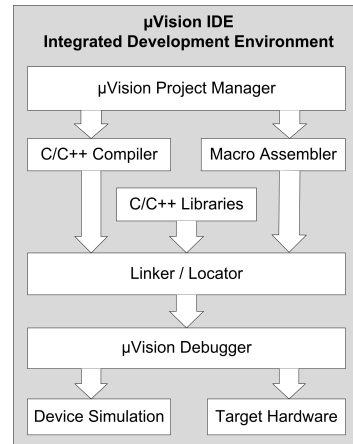 µVision IDE
Integrated Development Environment
µVision Project Manager
C/C++ Compiler
Macro Assembler
C/C++ Libraries
Linker / Locator
µVision Debugger
Device Simulation
Target Hardware